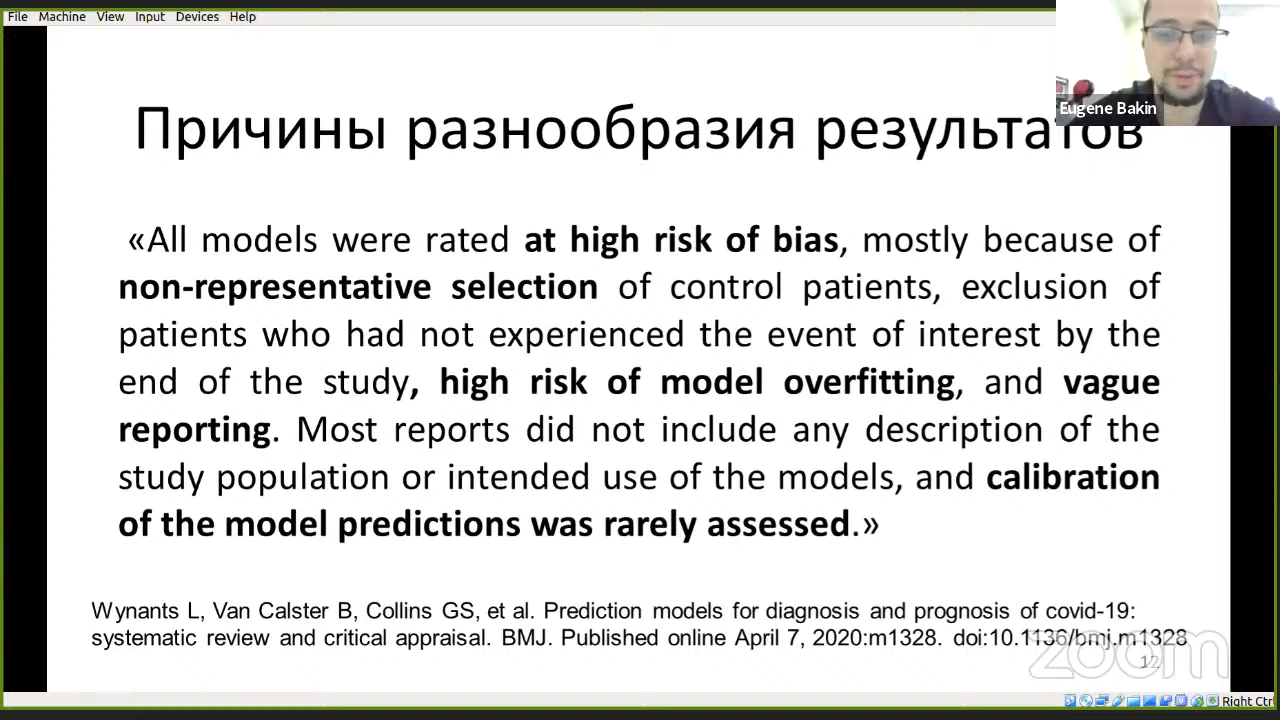 File Machine View Input Devices Help
Eugene Bakin
Причины разнообразия результатов
«All models were rated at high risk of bias, mostly because of
non-representative selection of control patients, exclusion of
patients who had not experienced the event of interest by the
end of the study, high risk of model overfitting, and vague
reporting. Most reports did not include any description of the
study population or intended use of the models, and calibration
of the model predictions was rarely assessed.»
Wynants L, Van Calster B, Collins GS, et al. Prediction models for diagnosis and prognosis of covid-19:
systematic review and critical appraisal. BMJ. Published online April 7, 2020:m1328. doi:10.1136/bmj.m1328
zoom
12
Right Ctrl